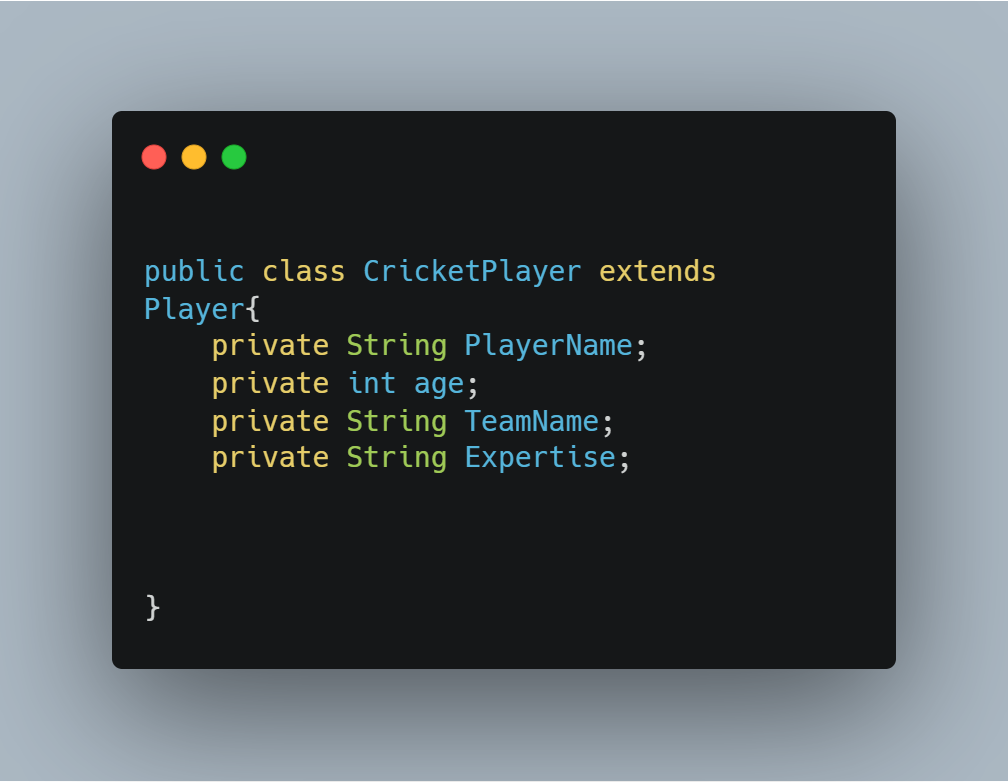 public class CricketPlayer extends
Player{
    private String PlayerName;
    private int age;
    private String TeamName;
    private String Expertise;
}